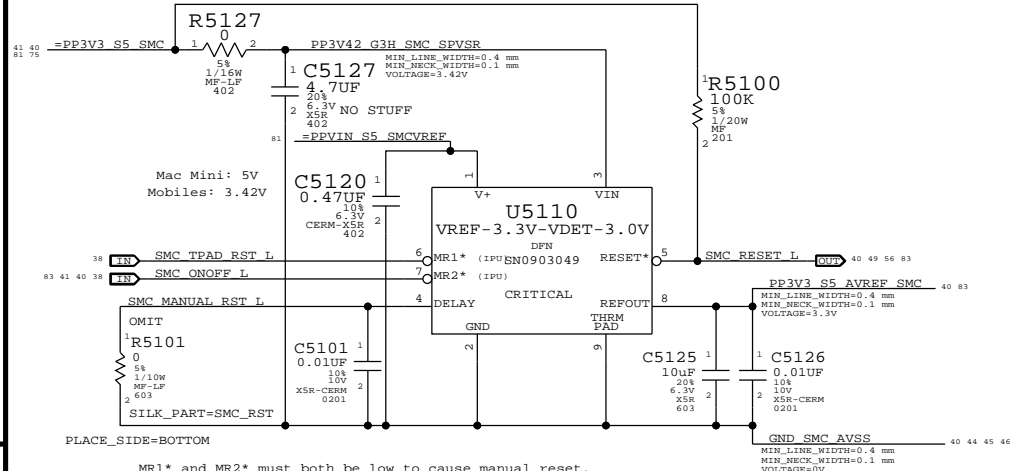 R5127
0
1 2
5%
1/16W
MF-LF
402
41 40
81 75
=PP3V3_S5_SMC
PP3V42_G3H_SMC_SPVSR
MIN_LINE_WIDTH=0.4 mm
MIN_NECK_WIDTH=0.1 mm
VOLTAGE=3.42V
1
C5127
4.7UF
20%
6.3V
X5R
402
2
NO STUFF
1
R5100
100K
5%
1/20W
MF
201
2
81
=PPVIN_S5_SMCVREF
Mac Mini: 5V
Mobiles: 3.42V
C5120
0.47UF
10%
6.3V
CERM-X5R
402
1
2
1
V+
3
VIN
U5110
VREF-3.3V-VDET-3.0V
DFN
SN0903049
CRITICAL
6
MR1* (IPU)
7
MR2* (IPU)
4
DELAY
5
RESET*
8
REFOUT
THRM
PAD
9
GND
2
38 IN SMC_TPAD_RST_L
83 41 40 38 IN SMC_ONOFF_L
SMC_RESET_L OUT 40 49 56 83
PP3V3_S5_AVREF_SMC 40 83
MIN_LINE_WIDTH=0.4 mm
MIN_NECK_WIDTH=0.1 mm
VOLTAGE=3.3V
SMC_MANUAL_RST_L
OMIT
1
R5101
0
5%
1/10W
MF-LF
603
2
SILK_PART=SMC_RST
C5101
0.01UF
10%
10V
X5R-CERM
0201
1
2
C5125
10uF
20%
6.3V
X5R
603
1
2
1
C5126
0.01UF
10%
10V
X5R-CERM
0201
2
PLACE_SIDE=BOTTOM
GND_SMC_AVSS 40 44 45 46
MIN_LINE_WIDTH=0.4 mm
MIN_NECK_WIDTH=0.1 mm
VOLTAGE=0V
MR1* and MR2* must both be low to cause manual reset.